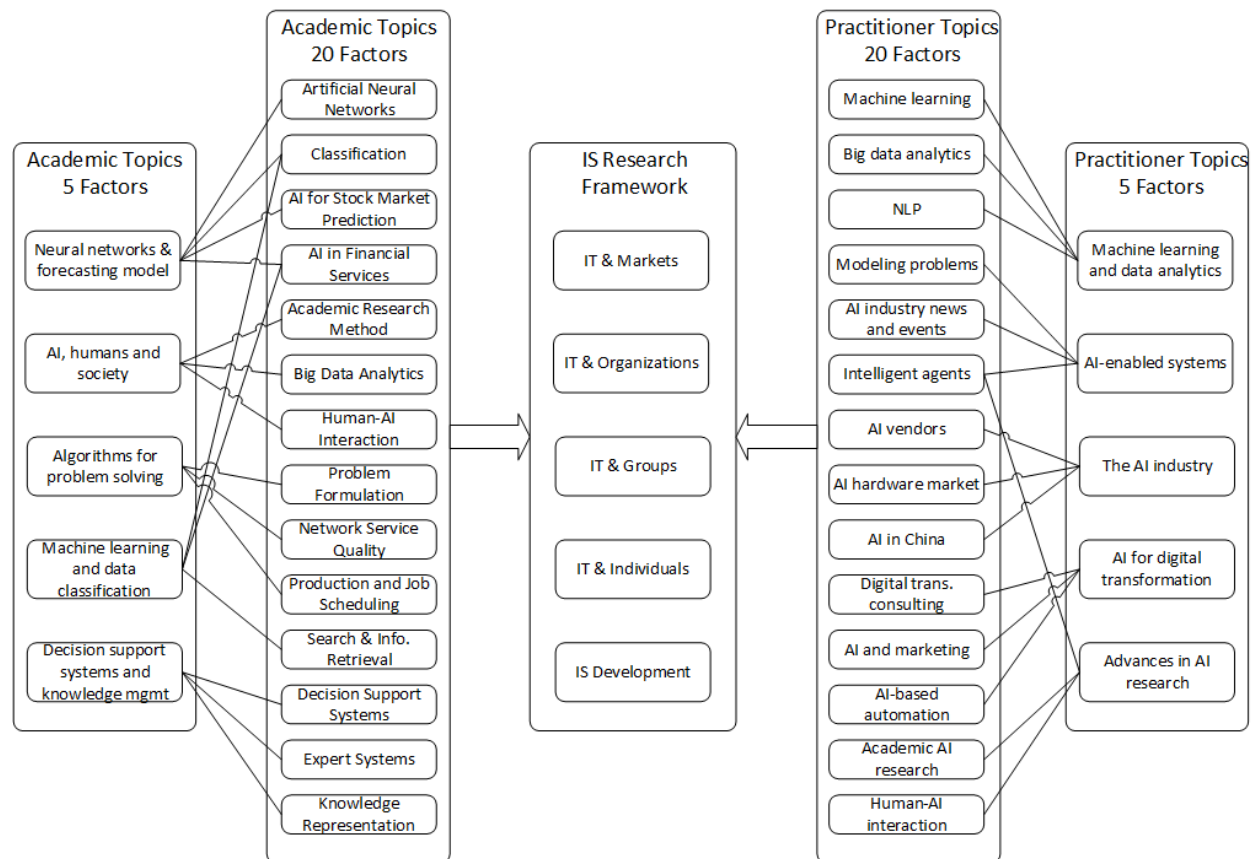 Academic Topics
5 Factors
Neural networks &
forecasting model
AI, humans and
society
Algorithms for
problem solving
Machine learning
and data
classification
Decision support
systems and
knowledge mgmt
Academic Topics
20 Factors
Artificial Neural
Networks
Classification
AI for Stock Market
Prediction
AI in Financial
Services
Academic Research
Method
Big Data Analytics
Human-AI
Interaction
Problem
Formulation
Network Service
Quality
Production and Job
Scheduling
Search & Info.
Retrieval
Decision Support
Systems
Expert Systems
Knowledge
Representation
IS Research
Framework
IT & Markets
IT & Organizations
IT & Groups
IT & Individuals
IS Development
Practitioner Topics
20 Factors
Machine learning
Big data analytics
NLP
Modeling problems
AI industry news
and events
Intelligent agents
AI vendors
AI hardware market
AI in China
Digital trans.
consulting
AI and marketing
AI-based
automation
Academic AI
research
Human-AI
interaction
Practitioner Topics
5 Factors
Machine learning
and data analytics
AI-enabled systems
The AI industry
AI for digital
transformation
Advances in AI
research